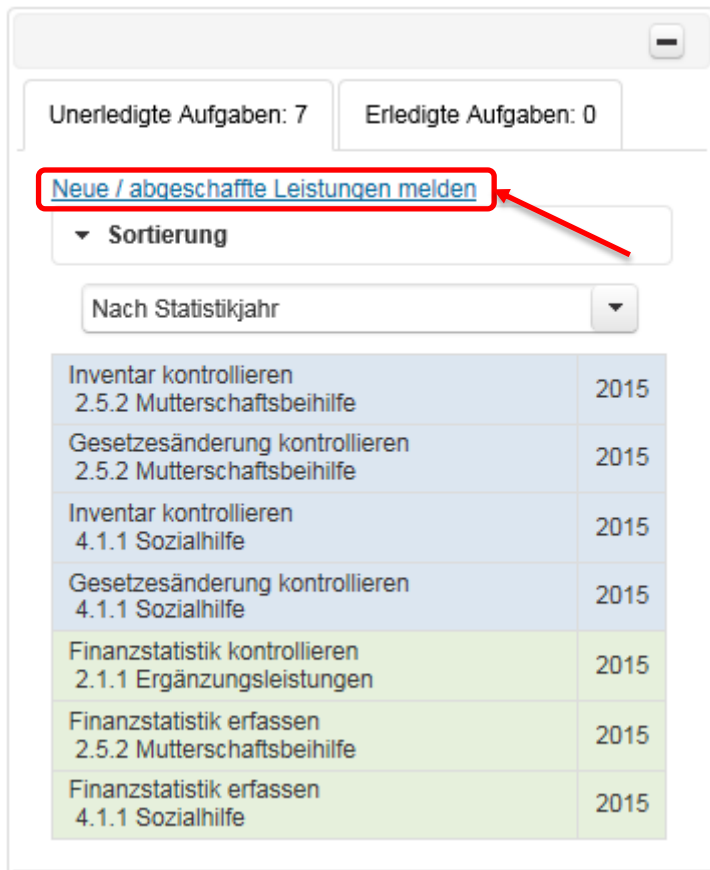 Unerledigte Aufgaben: 7
Erledigte Aufgaben: 0
Neue / abgeschaffte Leistungen melden
Sortierung
Nach Statistikjahr
Inventar kontrollieren
2.5.2 Mutterschaftsbeihilfe
2015
Gesetzesänderung kontrollieren
2.5.2 Mutterschaftsbeihilfe
2015
Inventar kontrollieren
4.1.1 Sozialhilfe
2015
Gesetzesänderung kontrollieren
4.1.1 Sozialhilfe
2015
Finanzstatistik kontrollieren
2.1.1 Ergänzungsleistungen
2015
Finanzstatistik erfassen
2.5.2 Mutterschaftsbeihilfe
2015
Finanzstatistik erfassen
4.1.1 Sozialhilfe
2015